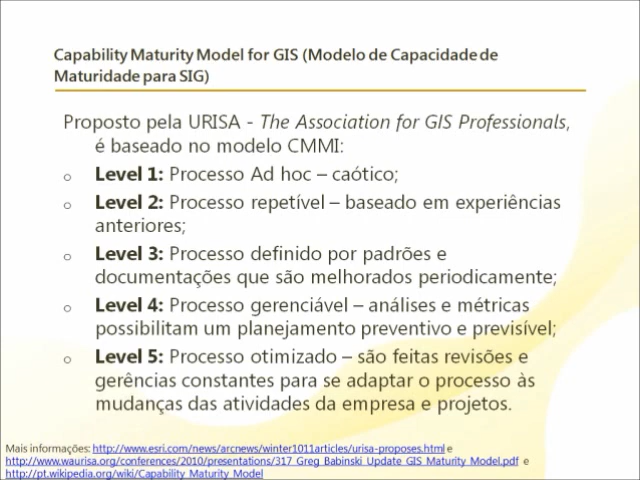 Capability Maturity Model for GIS (Modelo de Capacidade de
Maturidade para SIG)
Proposto pela URISA - The Association for GIS Professionals,
é baseado no modelo CMMI:
o Level 1: Processo Ad hoc – caótico;
o Level 2: Processo repetível – baseado em experiências
anteriores;
o Level 3: Processo definido por padrões e
documentações que são melhorados periodicamente;
o Level 4: Processo gerenciável – análises e métricas
possibilitam um planejamento preventivo e previsível;
o Level 5: Processo otimizado – são feitas revisões e
gerências constantes para se adaptar o processo às
mudanças das atividades da empresa e projetos.
Mais informações: http://www.esri.com/news/arcnews/winter1011articles/urisa-proposes.html e
http://www.waurisa.org/conferences/2010/presentations/317_Greg_Babinski_Update_GIS_Maturity_Model.pdf e
http://pt.wikipedia.org/wiki/Capability_Maturity_Model